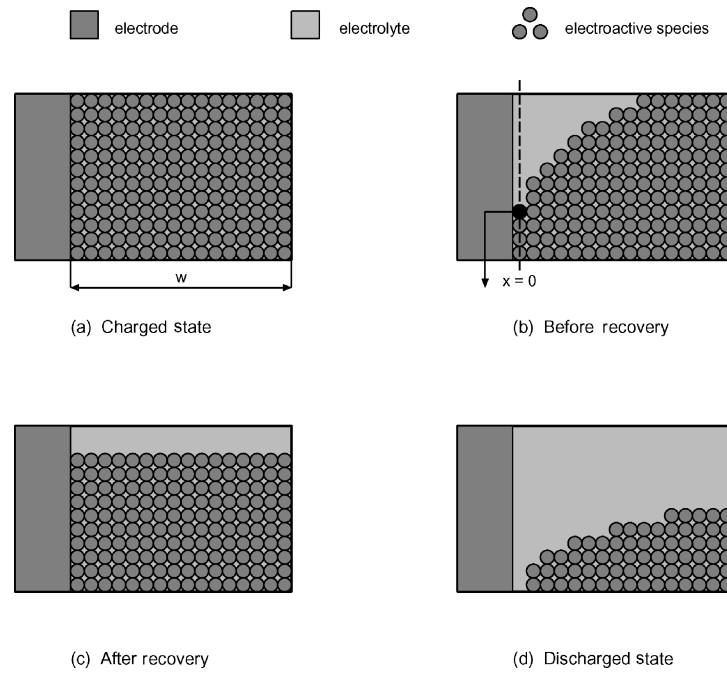 electrode
electrolyte
electroactive species
w
x = 0
(a) Charged state
(b) Before recovery
(c) After recovery
(d) Discharged state